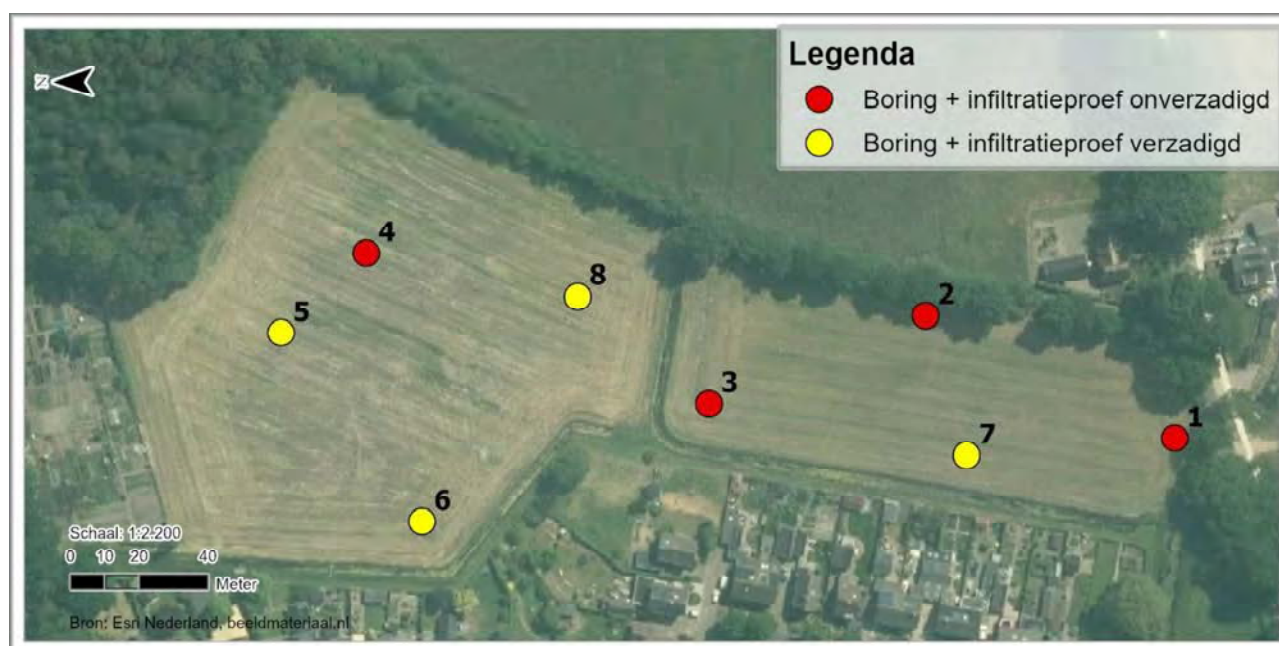 Legenda
Boring + infiltratieproef onverzadigd
Boring + infiltratieproef verzadigd
z
4
8
2
5
3
1
7
6
Schaal: 1:2.200
0 10 20 40
Meter
Bron: Esri Nederland, beeldmateriaal.nl